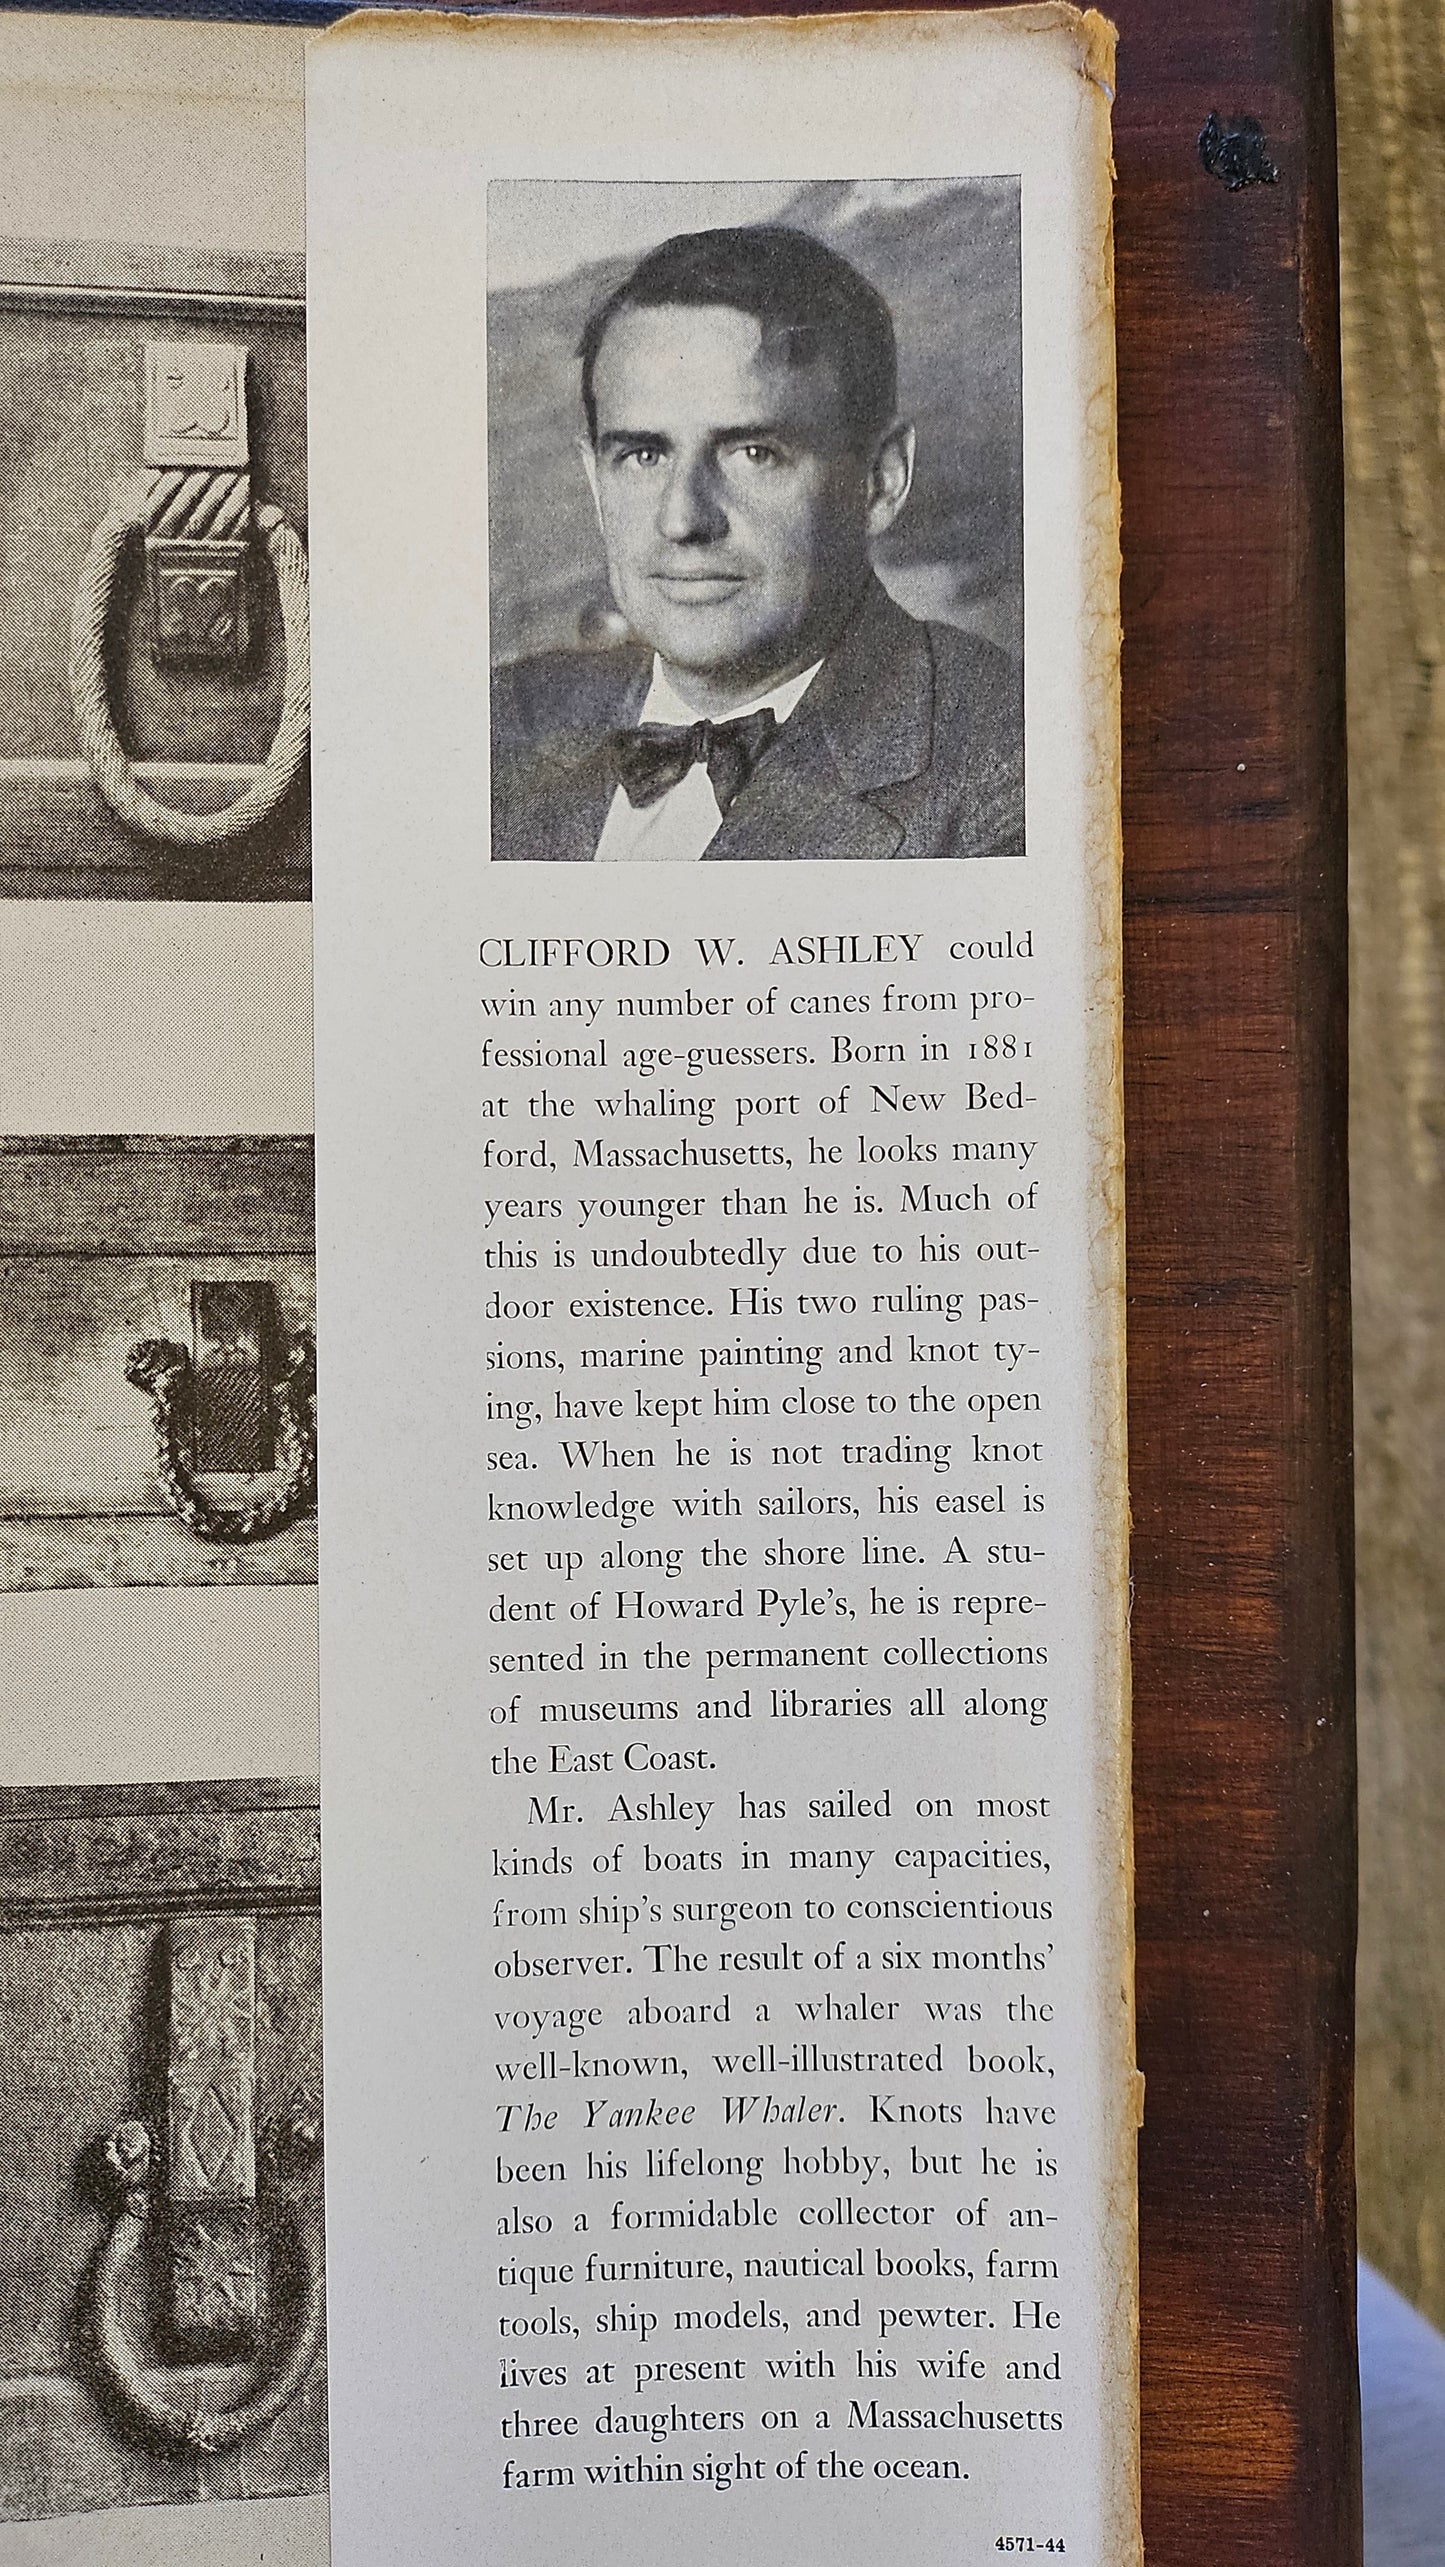 CLIFFORD W. ASHLEY could
win any number of canes from pro-
fessional age-guessers. Born in 1881
at the whaling port of New Bed-
ford, Massachusetts, he looks many
years younger than he is. Much of
this is undoubtedly due to his out-
door existence. His two ruling pas-
sions, marine painting and knot ty-
ing, have kept him close to the open
sea. When he is not trading knot
knowledge with sailors, his easel is
set up along the shore line. A stu-
dent of Howard Pyle's, he is repre-
sented in the permanent collections
of museums and libraries all along
the East Coast.
Mr. Ashley has sailed on most
kinds of boats in many capacities,
from ship's surgeon to conscientious
observer. The result of a six months'
voyage aboard a whaler was the
well-known, well-illustrated book,
The Yankee Whaler. Knots have
been his lifelong hobby, but he is
also a formidable collector of an-
tique furniture, nautical books, farm
tools, ship models, and pewter. He
lives at present with his wife and
three daughters on a Massachusetts
farm within sight of the ocean.
4571-44